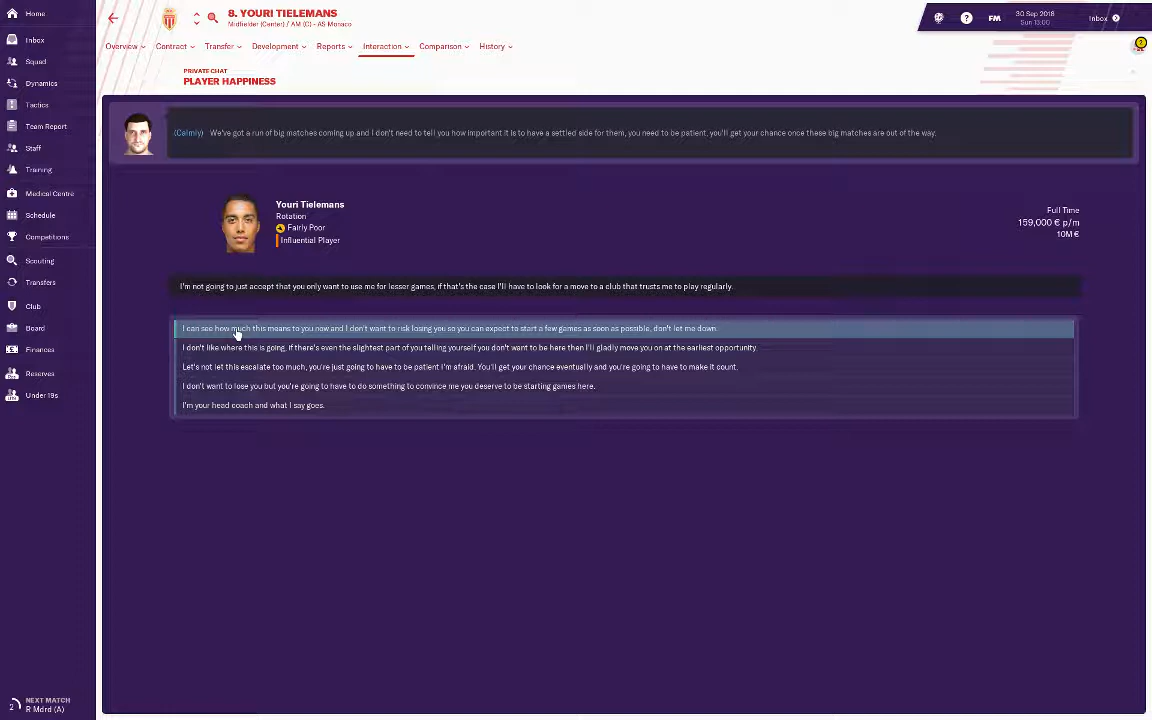 Home
Inbox
Squad
Dynamics
Tactics
Team Report
Staff
Training
Medical Centre
Schedule
Competitions
Scouting
Transfers
Club
Board
Finances
Reserves
Under 19s
2
NEXT MATCH
R Mdrd (A)
8. YOURI TIELEMANS
Midfielder (Center) / AM (C) - AS Monaco
? FM 30 Sep 2018
Sun 13:00
Inbox
Overview Contract Transfer Development Reports Interaction Comparison History
PRIVATE CHAT
PLAYER HAPPINESS
(Calmly) We've got a run of big matches coming up and I don't need to tell you how important it is to have a settled side for them, you need to be patient, you'll get your chance once these big matches are out of the way.
Youri Tielemans
Rotation
Fairly Poor
Influential Player
Full Time
159,000 € p/m
10M €
I'm not going to just accept that you only want to use me for lesser games, if that's the case I'll have to look for a move to a club that trusts me to play regularly.
I can see how much this means to you now and I don't want to risk losing you so you can expect to start a few games as soon as possible, don't let me down.
I don't like where this is going, if there's even the slightest part of you telling yourself you don't want to be here then I'll gladly move you on at the earliest opportunity.
Let's not let this escalate too much, you're just going to have to be patient I'm afraid. You'll get your chance eventually and you're going to have to make it count.
I don't want to lose you but you're going to have to do something to convince me you deserve to be starting games here.
I'm your head coach and what I say goes.